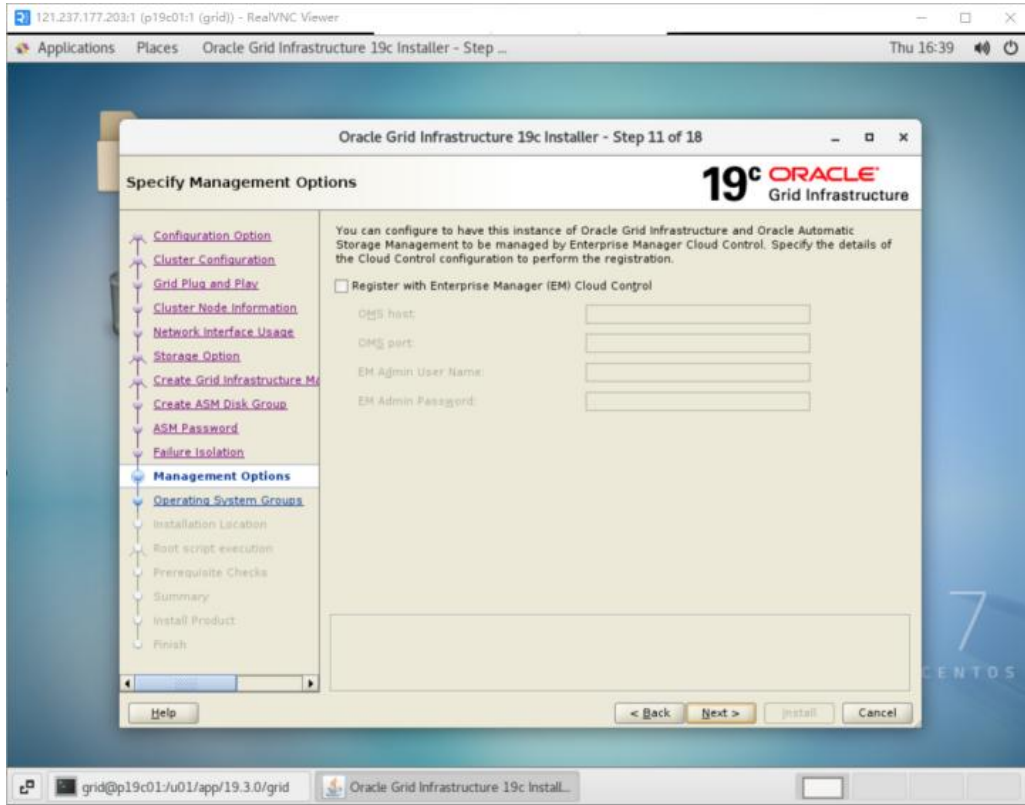 121.237.177.203:1 (p19c01:1 (grid)) - RealVNC Viewer
Applications Places Oracle Grid Infrastructure 19c Installer - Step ... Thu 16:39
Oracle Grid Infrastructure 19c Installer - Step 11 of 18
Specify Management Options
19c ORACLE
Grid Infrastructure
Configuration Option
Cluster Configuration
Grid Plug and Play
Cluster Node Information
Network Interface Usage
Storage Option
Create Grid Infrastructure Ma
Create ASM Disk Group
ASM Password
Failure Isolation
Management Options
Operating System Groups
Installation Location
Root script execution
Prerequisite Checks
Summary
Install Product
Finish
You can configure to have this instance of Oracle Grid Infrastructure and Oracle Automatic
Storage Management to be managed by Enterprise Manager Cloud Control. Specify the details of
the Cloud Control configuration to perform the registration.
Register with Enterprise Manager (EM) Cloud Control
OMS host:
OMS port:
EM Admin User Name:
EM Admin Password:
Help < Back Next > Install Cancel
7
CENTOS
grid@p19c01:/u01/app/19.3.0/grid Oracle Grid Infrastructure 19c Install...